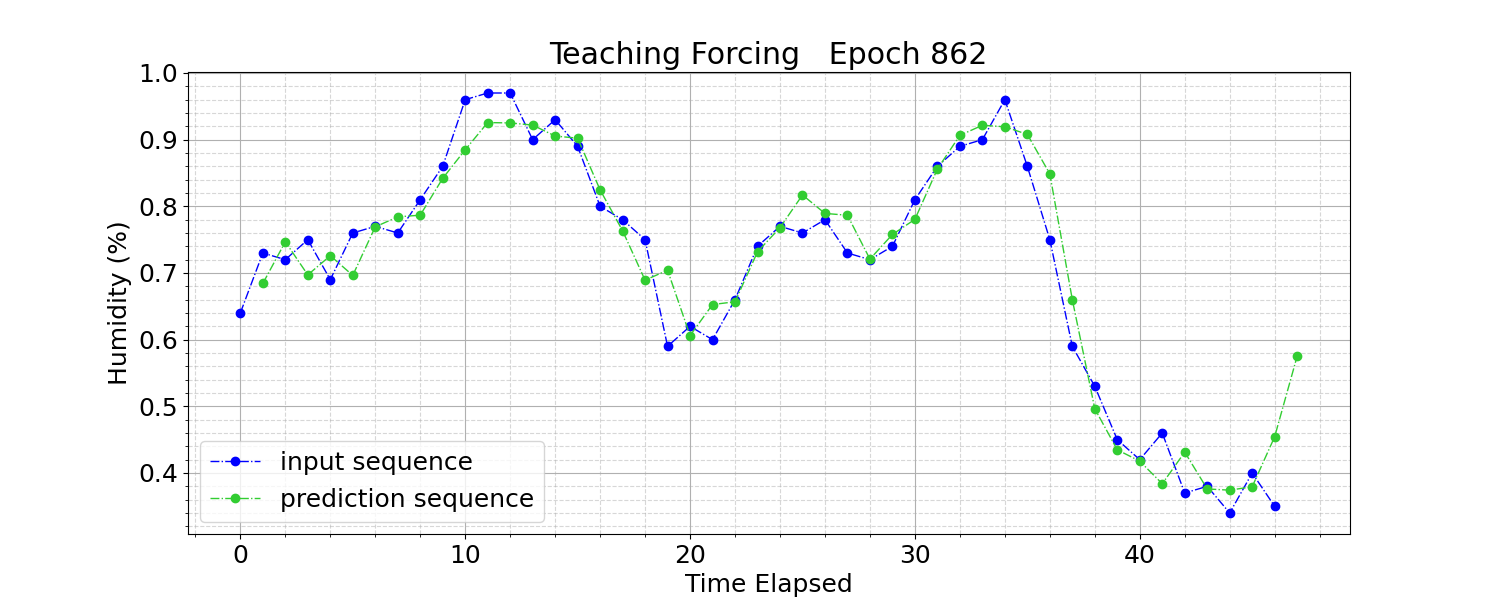 Teaching Forcing   Epoch 862
Humidity (%)
1.0
0.9
0.8
0.7
0.6
0.5
0.4
input sequence
prediction sequence
0 10 20 30 40
Time Elapsed